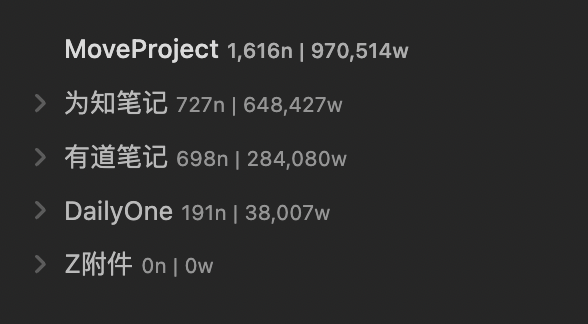 MoveProject 1,616n | 970,514w
为知笔记 727n | 648,427w
有道笔记 698n | 284,080w
DailyOne 191n | 38,007w
Z附件 0n | 0w